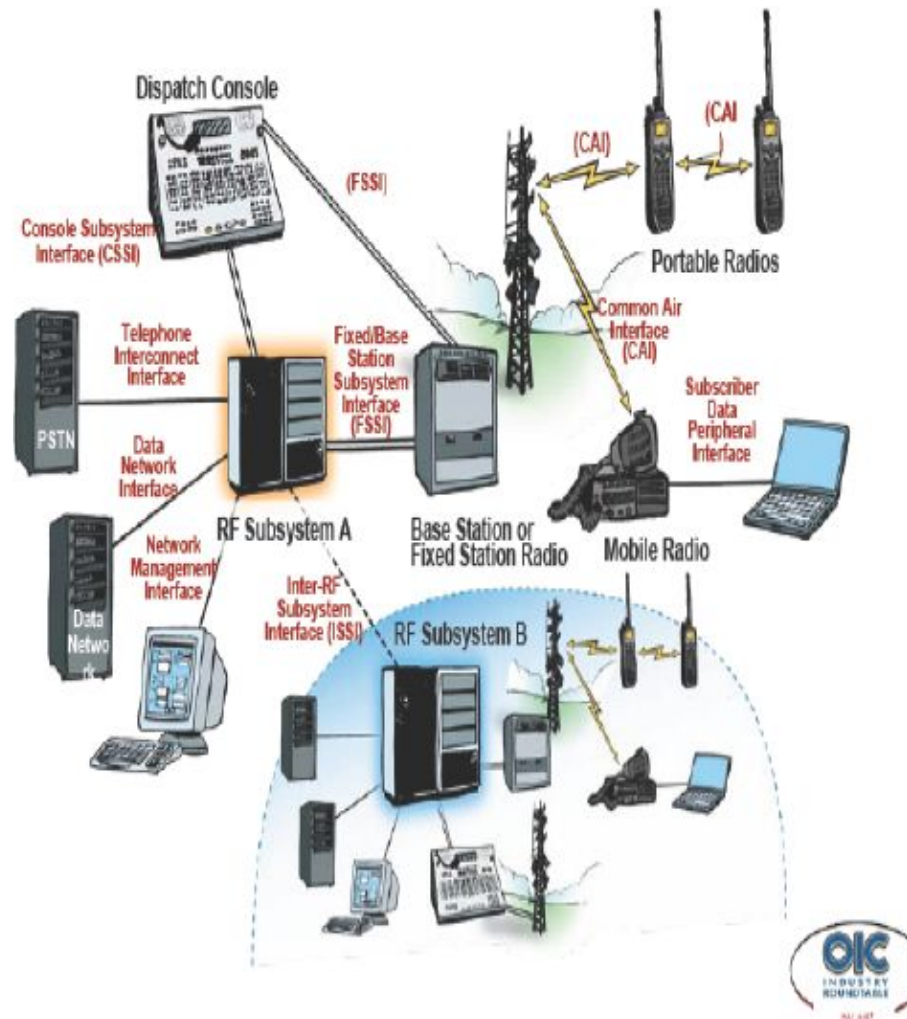 Dispatch Console
(CAI)
(CAI
)
(FSSI)
Console Subsystem
Interface (CSSI)
Portable Radios
Telephone
Interconnect
Interface
Fixed/Base
Station
Subsystem
Interface
(FSSI)
Common Air
Interface
(CAI)
Subscriber
Data
Peripheral
Interface
PSTN
Data
Network
Interface
RF Subsystem A
Base Station or
Fixed Station Radio
Mobile Radio
Network
Management
Interface
Data
Netwo
rk
Inter-RF
Subsystem
Interface (ISSI)
RF Subsystem B
OIC
INDUSTRY
ROUNDTABLE